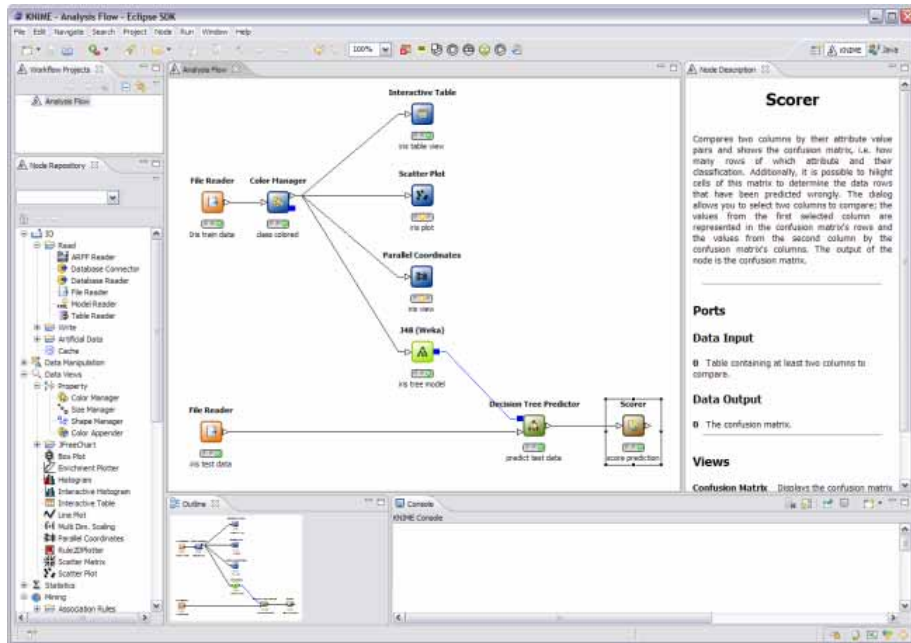 KNIME - Analysis Flow - Eclipse SDK
File Edit Navigate Search Project Node Run Window Help
100%
KNIME
Java
Workflow Projects
Analysis Flow
Node Repository
IO
Read
ARFF Reader
Database Connector
Database Reader
File Reader
Model Reader
Table Reader
Write
Artificial Data
Cache
Data Manipulation
Data Views
Property
Color Manager
Size Manager
Shape Manager
Color Appender
JFreeChart
Box Plot
Enrichment Plotter
Histogram
Interactive Histogram
Interactive Table
Line Plot
Multi Dim. Scaling
Parallel Coordinates
Rule2DPlotter
Scatter Matrix
Scatter Plot
Statistics
Mining
Association Rules
Analysis Flow
Interactive Table
iris table view
File Reader
Iris train data
Color Manager
class colored
Scatter Plot
iris plot
Parallel Coordinates
iris view
J48 (Weka)
iris tree model
File Reader
iris test data
Decision Tree Predictor
predict test data
Scorer
score prediction
Outline
Console
KNIME Console
Node Description
Scorer
Compares two columns by their attribute value
pairs and shows the confusion matrix, i.e. how
many rows of which attribute and their
classification. Additionally, it is possible to hilight
cells of this matrix to determine the data rows
that have been predicted wrongly. The dialog
allows you to select two columns to compare; the
values from the first selected column are
represented in the confusion matrix's rows and
the values from the second column by the
confusion matrix's columns. The output of the
node is the confusion matrix.
Ports
Data Input
0 Table containing at least two columns to
compare.
Data Output
0 The confusion matrix.
Views
Confusion Matrix Displays the confusion matrix